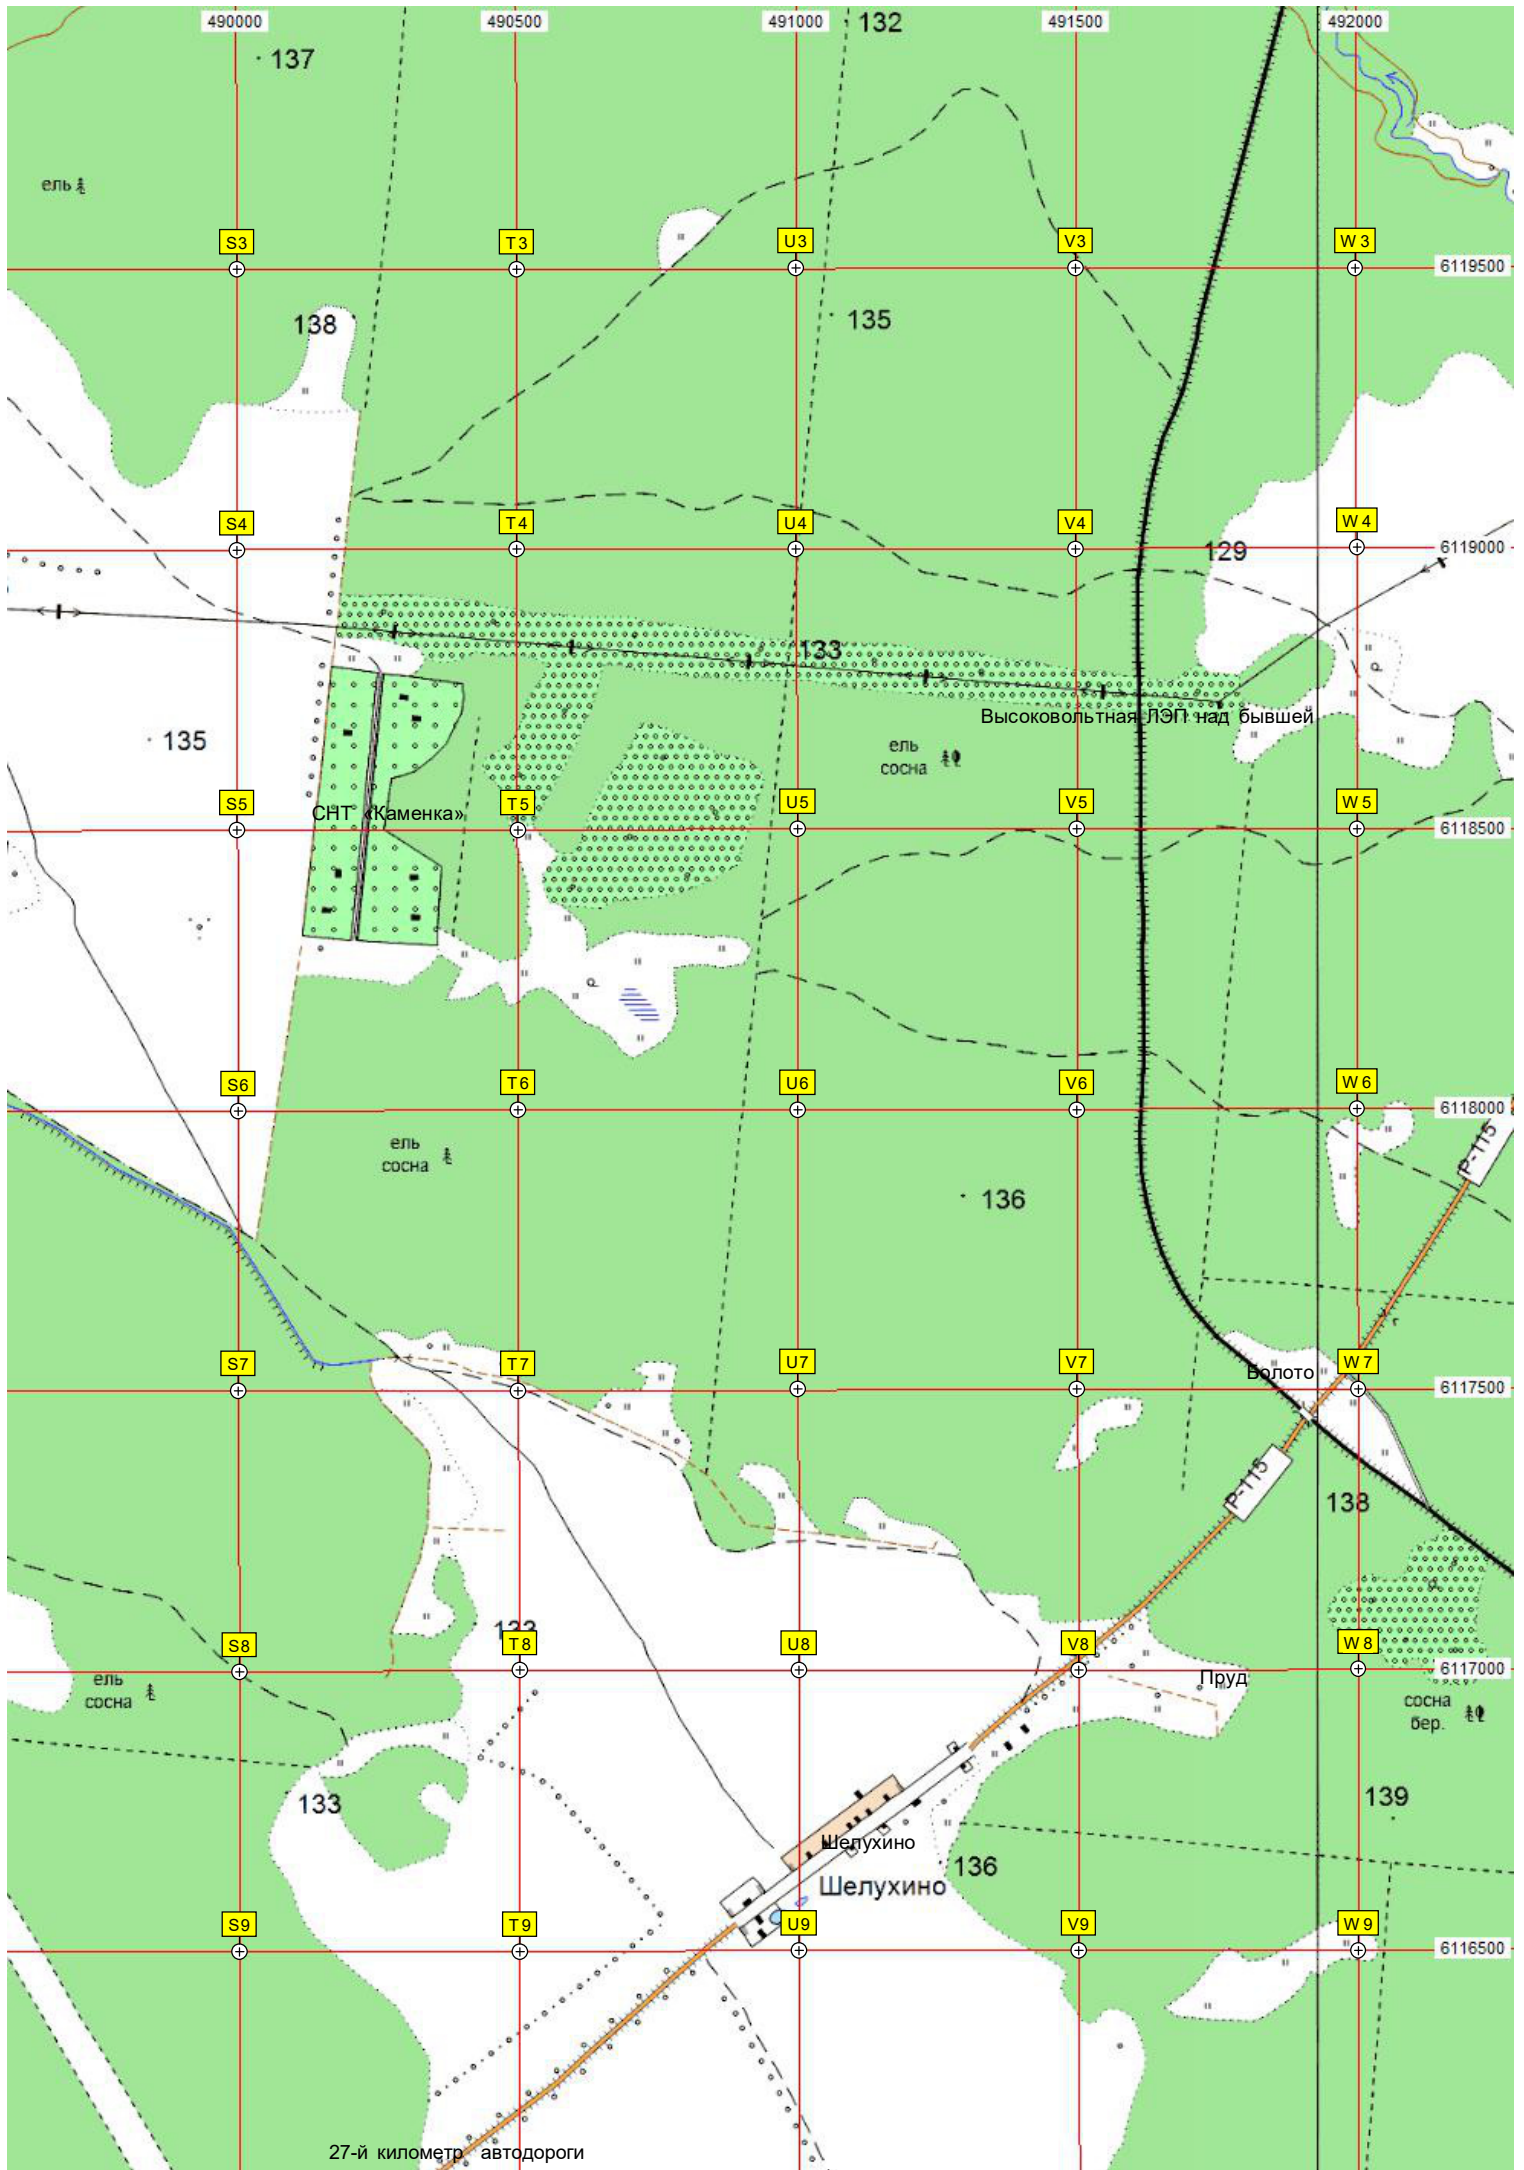 490000 490500 491000 491500 492000
132
137
ель
S3 T3 U3 V3 W3
6119500
138
135
S4 T4 U4 V4 W4
6119000
129
133
Высоковольтная ЛЭП над бывшей
135
ель
сосна
S5 T5 U5 V5 W5
СНТ «Каменка»
6118500
S6 T6 U6 V6 W6
6118000
Р-115
ель
сосна
136
г
S7 T7 U7 V7 W7
Болото
6117500
Р-115
138
133
S8 T8 U8 V8 W8
6117000
ель
сосна
Пруд
сосна
бер.
133
139
Шелухино
136
Шелухино
S9 T9 U9 V9 W9
6116500
27-й километр автодороги